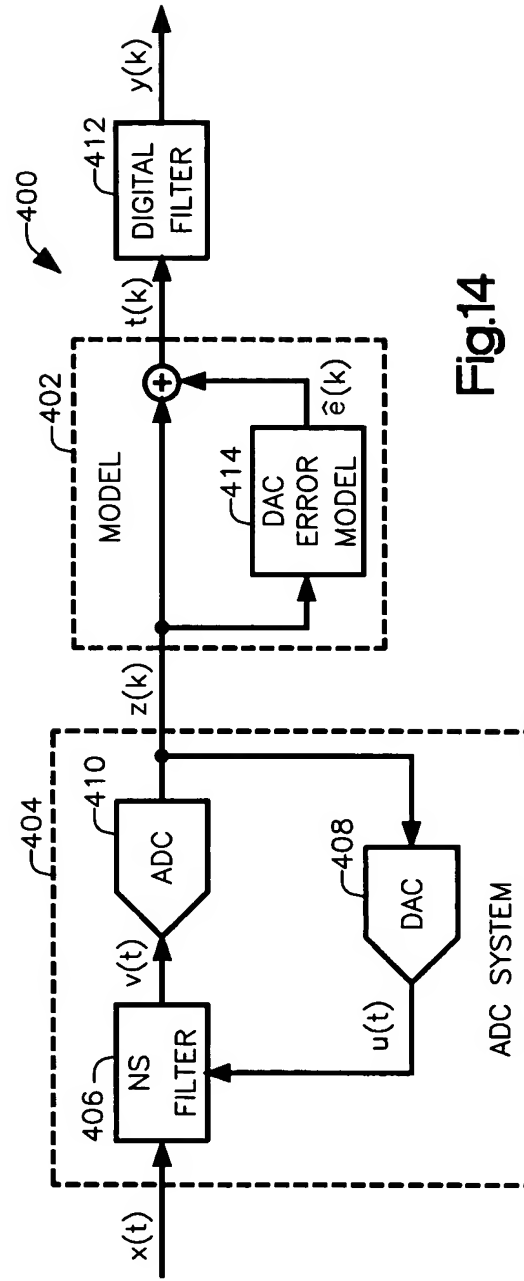 400
404
402
x(t)
406
NS
FILTER
v(t)
410
ADC
z(k)
MODEL
t(k)
412
DIGITAL
FILTER
y(k)
u(t)
408
DAC
414
DAC
ERROR
MODEL
ê(k)
ADC SYSTEM
Fig.14